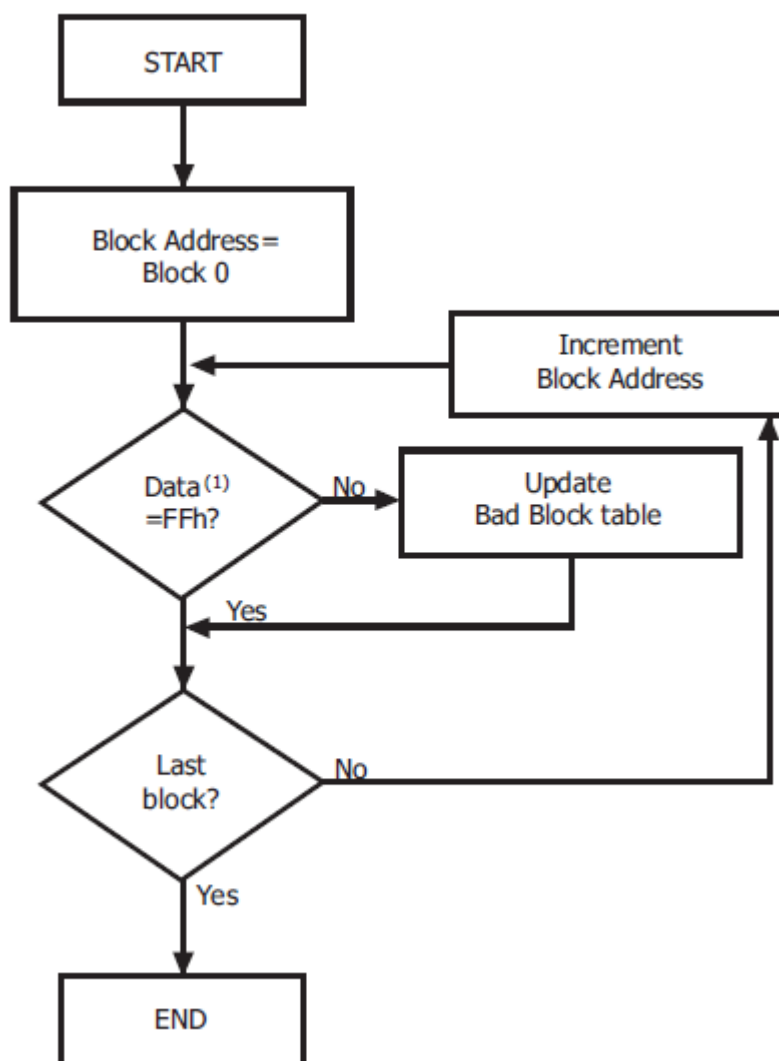 START
Block Address=
Block 0
Increment
Block Address
Data(1)
=FFh?
No
Update
Bad Block table
Yes
Last
block?
No
Yes
END